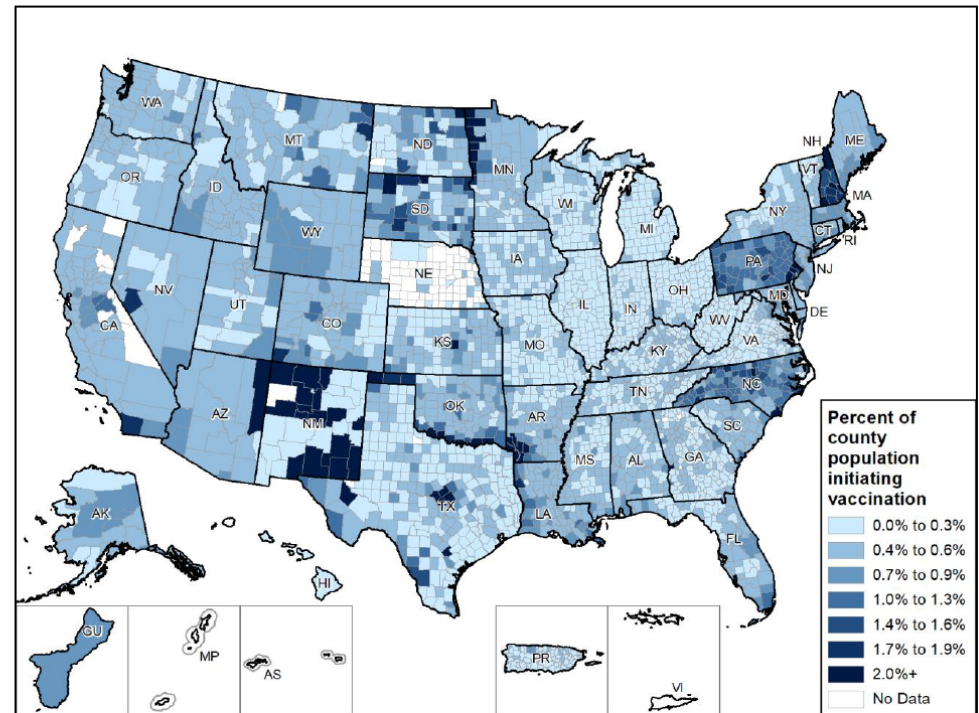 WA
MT
ND
MN
OR
ID
SD
WI
WY
MI
NH
VT
ME
MA
NY
CT
RI
NE
IA
PA
NJ
NV
UT
CO
IL
IN
OH
MD
DE
CA
KS
MO
WV
VA
KY
AZ
NM
OK
AR
TN
NC
SC
MS
AL
GA
TX
LA
FL
AK
HI
GU
MP
AS
PR
VI
Percent of
county
population
initiating
vaccination
0.0% to 0.3%
0.4% to 0.6%
0.7% to 0.9%
1.0% to 1.3%
1.4% to 1.6%
1.7% to 1.9%
2.0%+
No Data